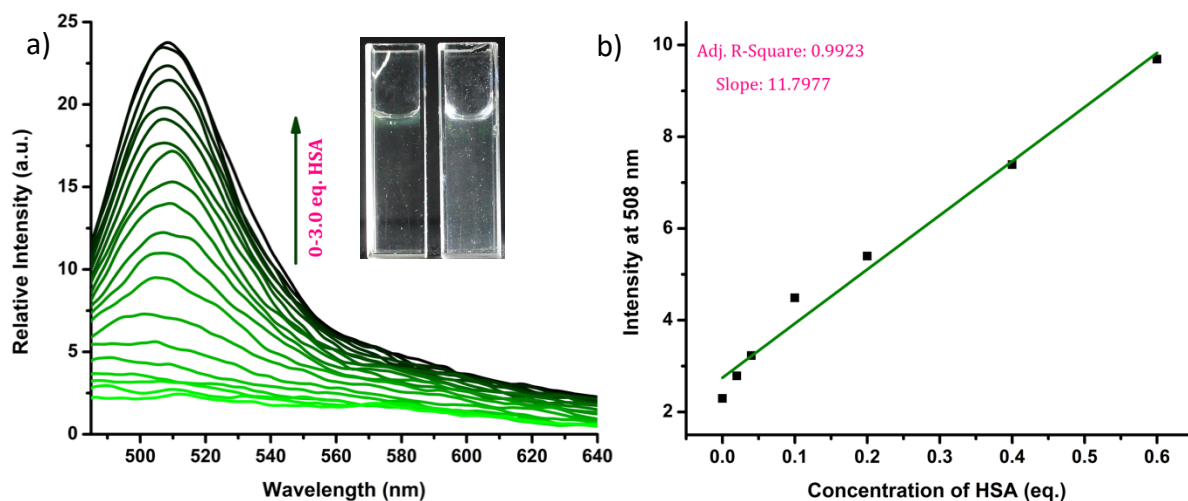 a)
Relative Intensity (a.u.)
25
20
15
10
5
0
0-3.0 eq. HSA
500 520 540 560 580 600 620 640
Wavelength (nm)
b)
Adj. R-Square: 0.9923
Slope: 11.7977
Intensity at 508 nm
10
8
6
4
2
0.0 0.1 0.2 0.3 0.4 0.5 0.6
Concentration of HSA (eq.)